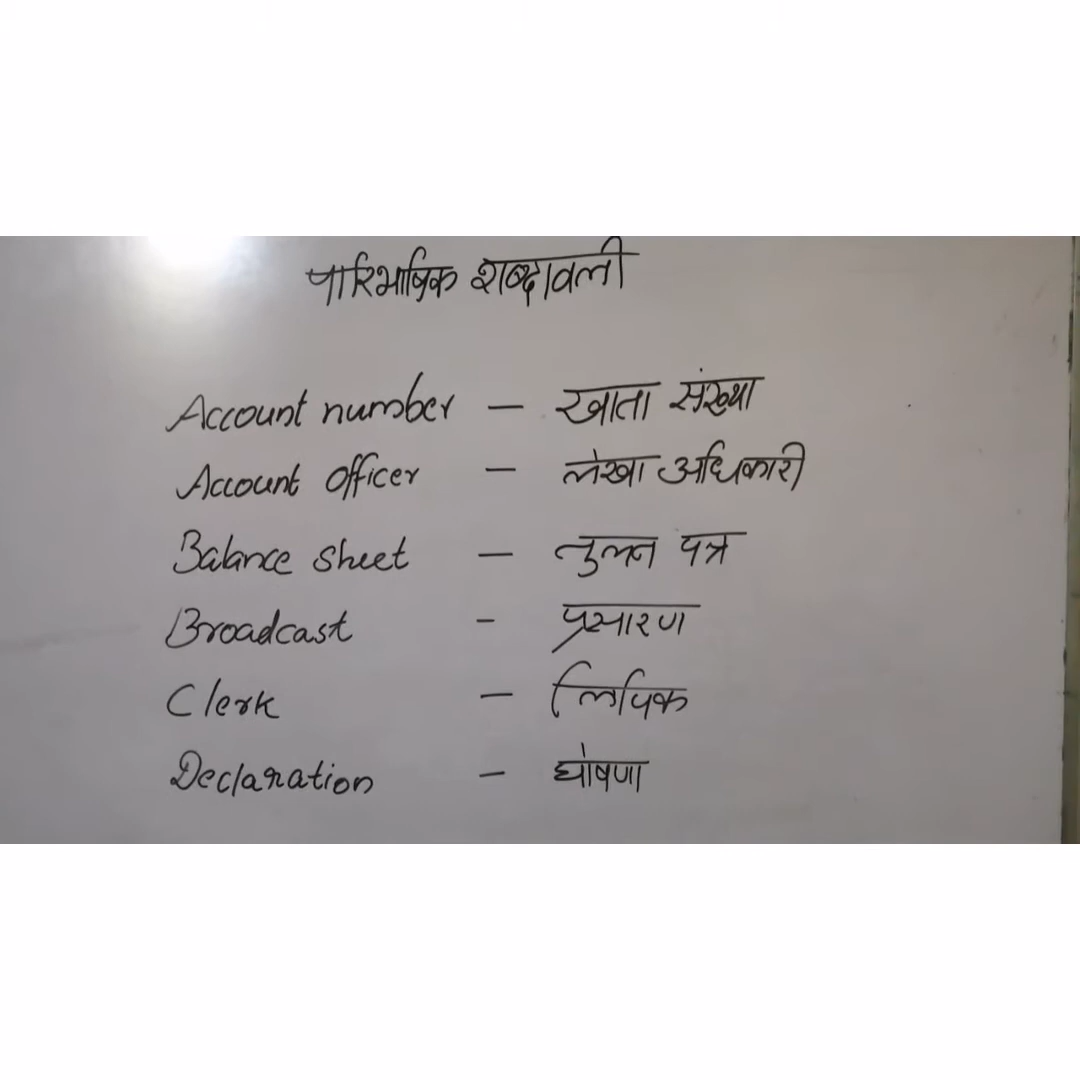 पारिभाषिक शब्दावली
Account number - खाता संख्या
Account officer - लेखा अधिकारी
Balance sheet - तुलन पत्र
Broadcast - प्रसारण
Clerk - लिपिक
Declaration - घोषणा